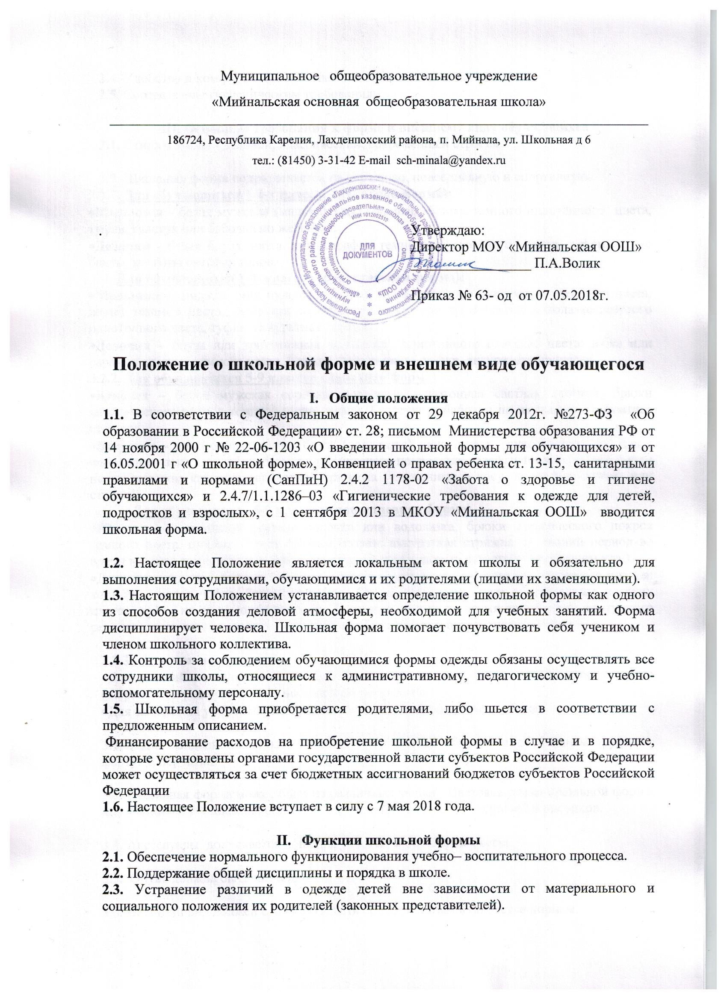 Муниципальное общеобразовательное учреждение
«Мийнальская основная общеобразовательная школа»
186724, Республика Карелия, Лахденпохский района, п. Мийнала, ул. Школьная д 6
тел.: (81450) 3-31-42 E-mail sch-minala@yandex.ru
ИНН 1012002519
ДЛЯ
ДОКУМЕНТОВ
Утверждаю:
Директор МОУ «Мийнальская ООШ»
П.А.Волик
Приказ № 63- од от 07.05.2018г.
Положение о школьной форме и внешнем виде обучающегося
I. Общие положения
1.1. В соответствии с Федеральным законом от 29 декабря 2012г. №273-ФЗ «Об
образовании в Российской Федерации» ст. 28; письмом Министерства образования РФ от
14 ноября 2000 г № 22-06-1203 «О введении школьной формы для обучающихся» и от
16.05.2001 г «О школьной форме», Конвенцией о правах ребенка ст. 13-15, санитарными
правилами и нормами (СанПиН) 2.4.2 1178-02 «Забота о здоровье и гигиене
обучающихся» и 2.4.7/1.1.1286–03 «Гигиенические требования к одежде для детей,
подростков и взрослых», с 1 сентября 2013 в МКОУ «Мийнальская ООШ» вводится
школьная форма.
1.2. Настоящее Положение является локальным актом школы и обязательно для
выполнения сотрудниками, обучающимися и их родителями (лицами их заменяющими).
1.3. Настоящим Положением устанавливается определение школьной формы как одного
из способов создания деловой атмосферы, необходимой для учебных занятий. Форма
дисциплинирует человека. Школьная форма помогает почувствовать себя учеником и
членом школьного коллектива.
1.4. Контроль за соблюдением обучающимися формы одежды обязаны осуществлять все
сотрудники школы, относящиеся к административному, педагогическому и учебно-
вспомогательному персоналу.
1.5. Школьная форма приобретается родителями, либо шьется в соответствии с
предложенным описанием.
Финансирование расходов на приобретение школьной формы в случае и в порядке,
которые установлены органами государственной власти субъектов Российской Федерации
может осуществляться за счет бюджетных ассигнований бюджетов субъектов Российской
Федерации
1.6. Настоящее Положение вступает в силу с 7 мая 2018 года.
II. Функции школьной формы
2.1. Обеспечение нормального функционирования учебно– воспитательного процесса.
2.2. Поддержание общей дисциплины и порядка в школе.
2.3. Устранение различий в одежде детей вне зависимости от материального и
социального положения их родителей (законных представителей).